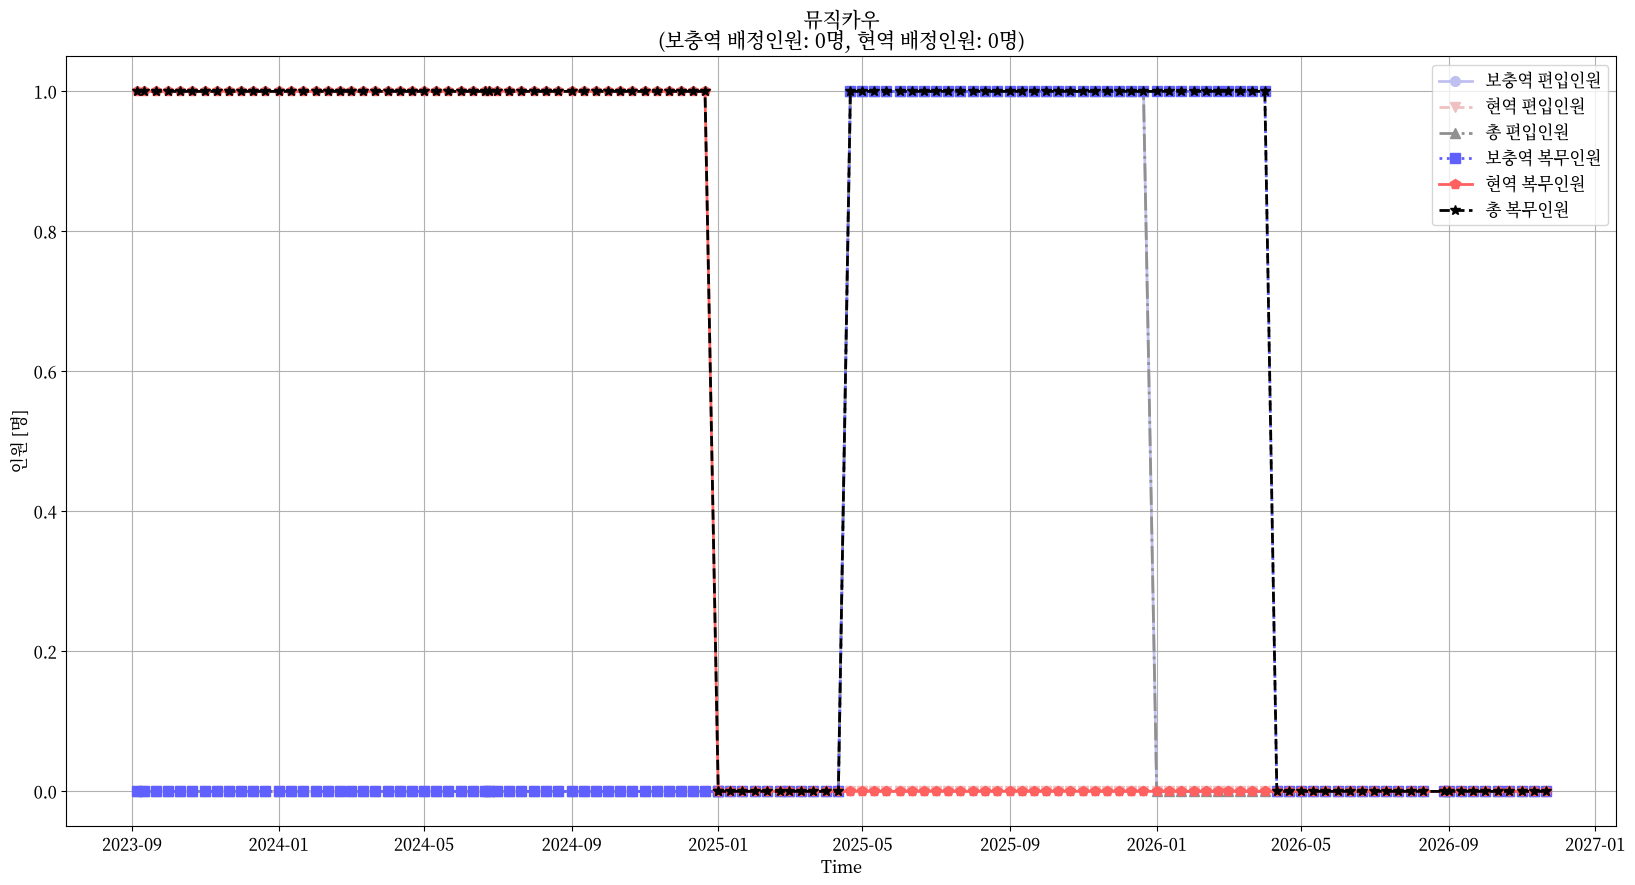 뮤직카우
(보충역 배정인원: 0명, 현역 배정인원: 0명)
보충역 편입인원
현역 편입인원
총 편입인원
보충역 복무인원
현역 복무인원
총 복무인원
인원 [명]
1.0
0.8
0.6
0.4
0.2
0.0
2023-09 2024-01 2024-05 2024-09 2025-01 2025-05 2025-09 2026-01 2026-05 2026-09 2027-01
Time